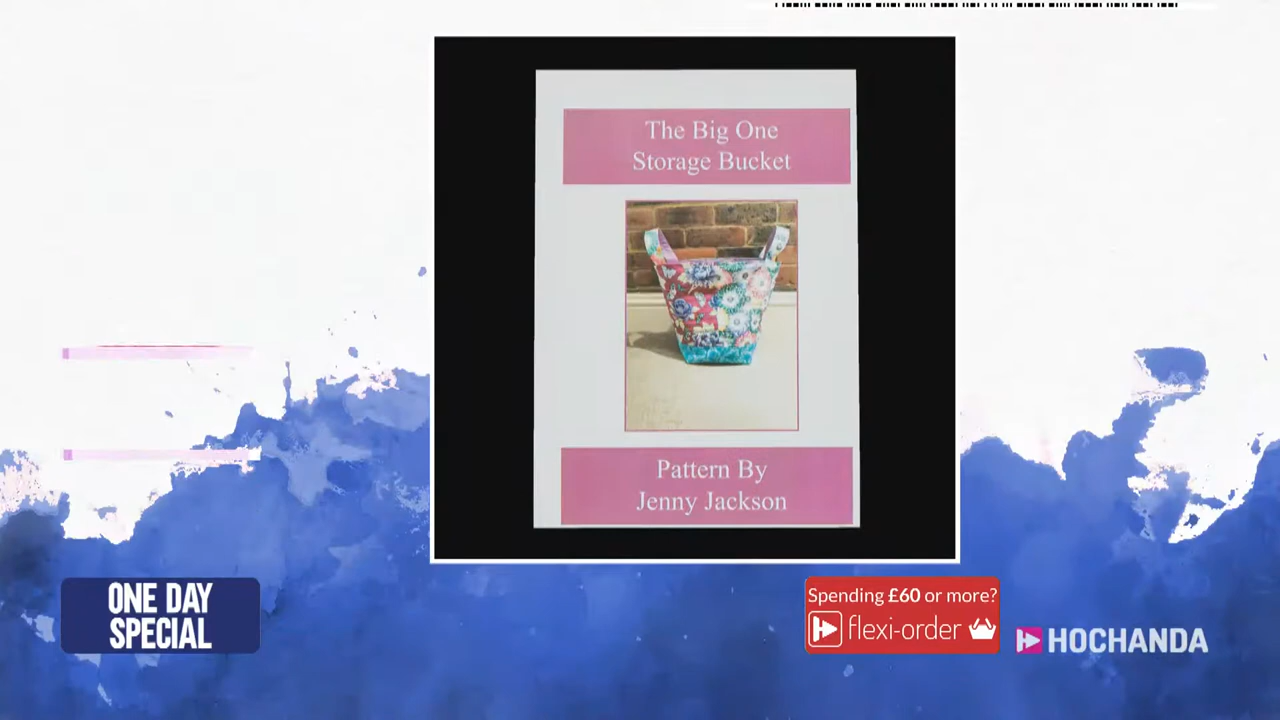 The Big One
Storage Bucket
Pattern By
Jenny Jackson
ONE DAY
SPECIAL
Spending £60 or more?
flexi-order
HOCHANDA